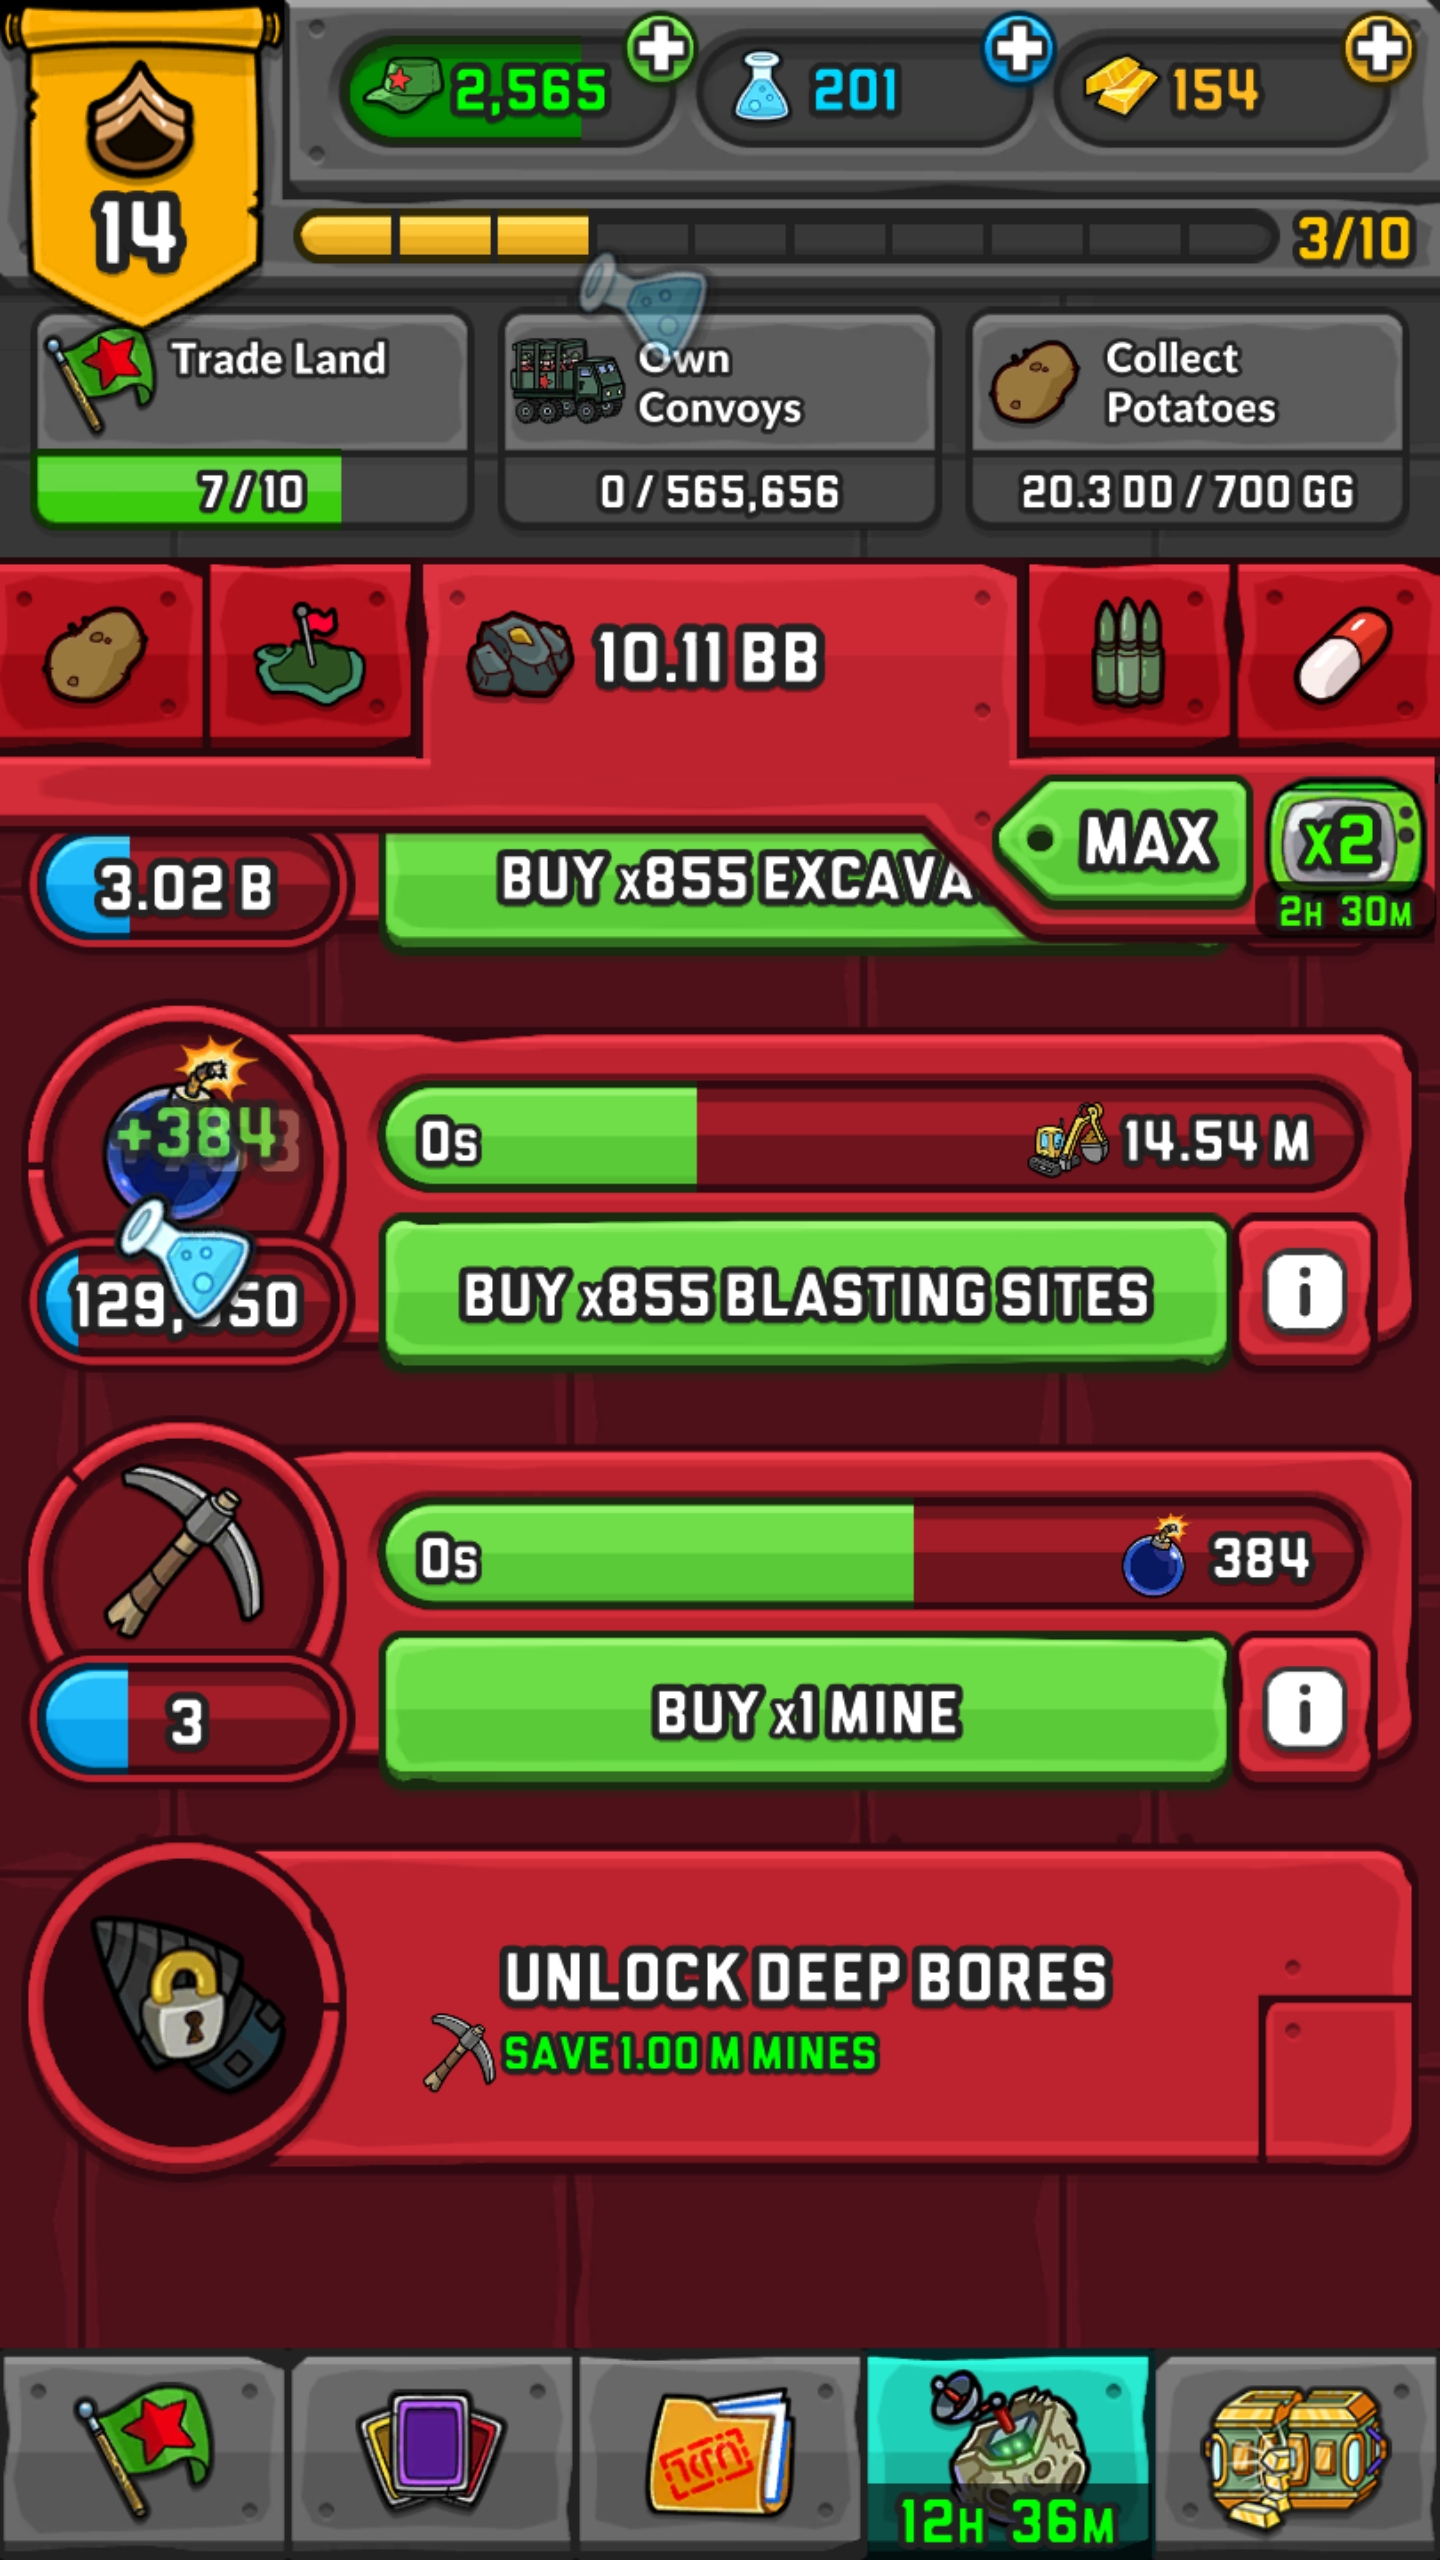 2,565
201
154
14
3/10
Trade Land
7/10
Own
Convoys
0 / 565,656
Collect
Potatoes
20.3 DD / 700 GG
10.11 BB
MAX
x2
2H 30M
3.02 B
BUY x855 EXCAVA
+384
0s
14.54 M
BUY x855 BLASTING SITES
i
0s
384
3
BUY x1 MINE
i
UNLOCK DEEP BORES
SAVE 1.00 M MINES
12H 36M